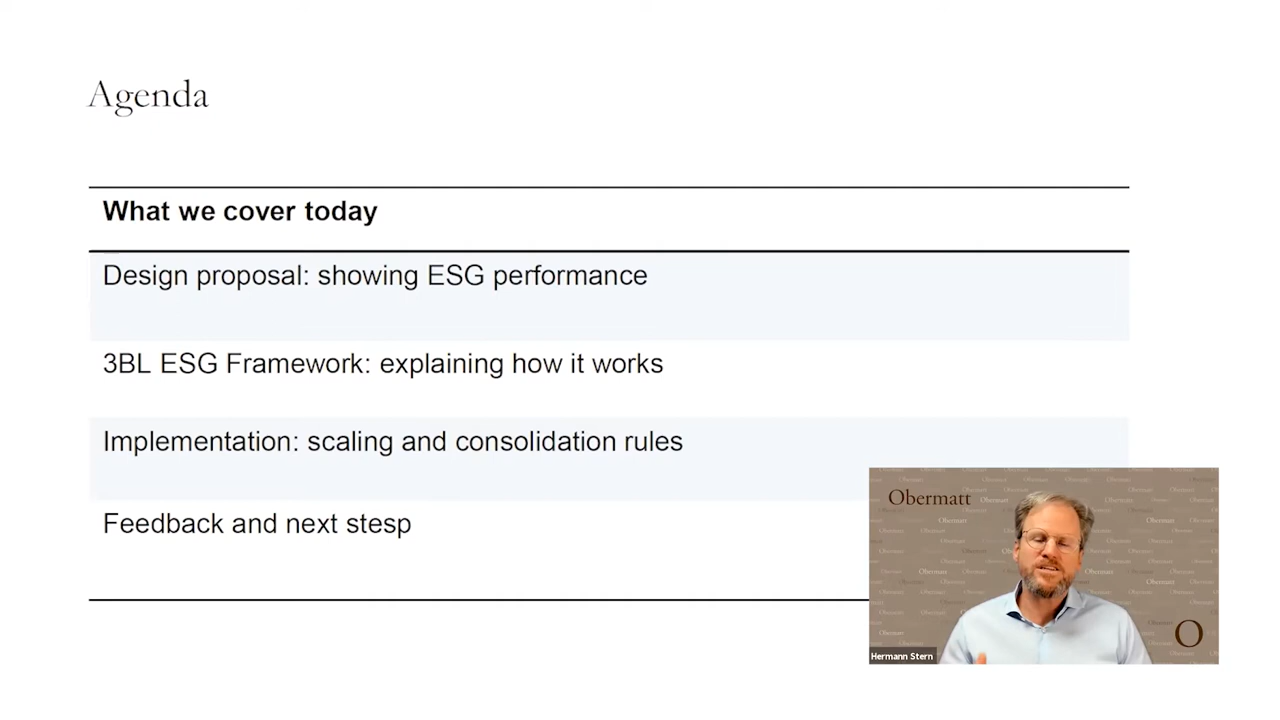 Agenda
What we cover today
Design proposal: showing ESG performance
3BL ESG Framework: explaining how it works
Implementation: scaling and consolidation rules
Feedback and next stesp
Obermatt
O
Hermann Stern